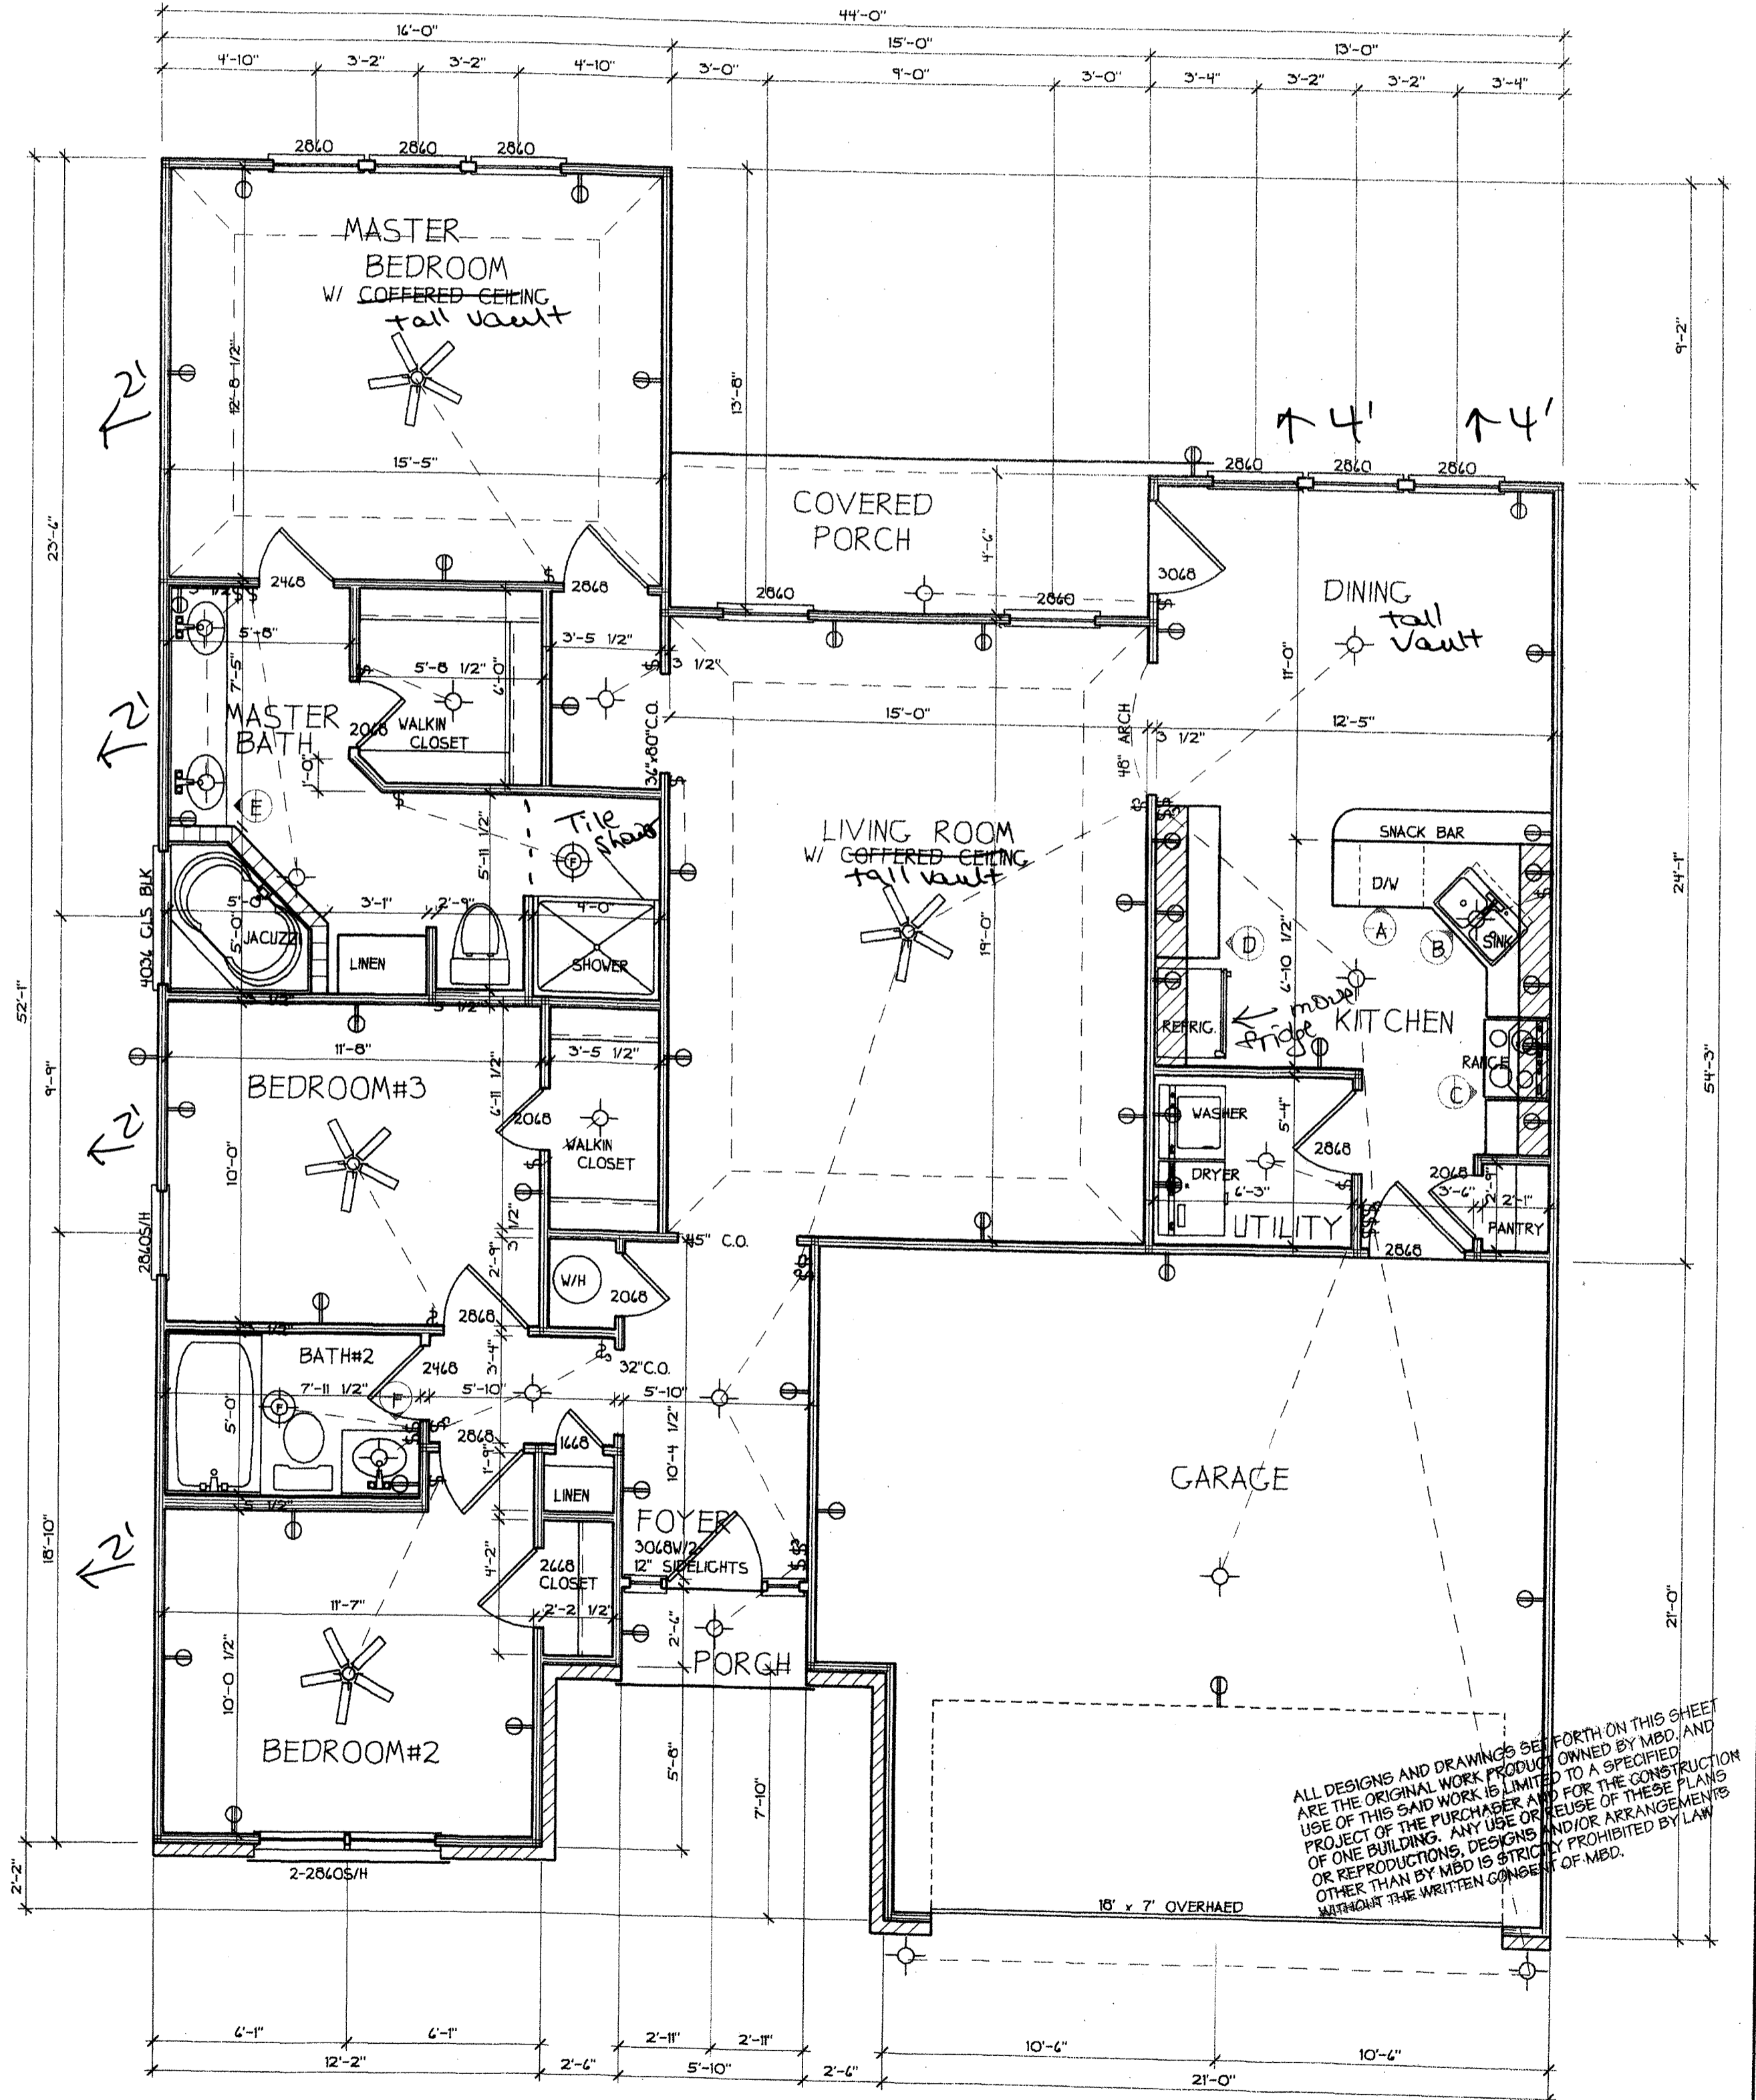 44'-0"
16'-0" 15'-0" 13'-0"
4'-10" 3'-2" 3'-2" 4'-10" 3'-0" 9'-0" 3'-0" 3'-4" 3'-2" 3'-2" 3'-4"
2860 2860 2860
MASTER
BEDROOM
W/ COFFERED CEILING
tall vault
12'-8 1/2"
15'-5"
13'-8"
9'-2"
2'
4' 4'
2860 2860 2860
COVERED
PORCH
4'-6"
3068
2860 2860
DINING
tall
vault
11'-0"
12'-5"
3 1/2"
48" ARCH
23'-6"
52'-1"
2468 2868
5'-8"
7'-5"
5'-8 1/2"
6'-0"
3'-5 1/2"
3 1/2"
36"x80"C.O.
2'
MASTER
BATH
2068
WALKIN
CLOSET
1'-0"
E
15'-0"
LIVING ROOM
W/ COFFERED CEILING
tall vault
19'-0"
Tile
shower
F
5'-11 1/2"
4036 GLS BLK
5'-0"
5'-0"
JACUZZI
3'-1" 2'-9" 4'-0"
LINEN
SHOWER
SNACK BAR
D/W
SINK
A
B
D
6'-10 1/2"
24'-1"
54'-3"
REFRIG.
move
fridge
KITCHEN
RANGE
C
3 1/2"
11'-8"
3'-5 1/2"
BEDROOM#3
6'-11 1/2"
2068
WALKIN
CLOSET
9'-9"
2'
10'-0"
3 1/2"
2860S/H
WASHER
DRYER
5'-4"
2868
6'-3"
UTILITY
2068
3'-6"
2'-9"
2'-1"
PANTRY
2868
45" C.O.
2'-9"
W/H
2068
2868
3 1/2"
BATH#2
2468
3'-4"
32"C.O.
7'-11 1/2" 5'-10" 5'-10"
F
F
5'-0"
2868
1'-9"
1668
10'-4 1/2"
LINEN
FOYER
3068W/2-
12" SIDELIGHTS
GARAGE
18'-10"
2'
4'-2"
2668
CLOSET
11'-7"
2'-2 1/2"
2'-6"
PORCH
10'-0 1/2"
BEDROOM#2
5'-8"
7'-10"
21'-0"
2'-2"
2-2860S/H
18' x 7' OVERHAED
ALL DESIGNS AND DRAWINGS SET FORTH ON THIS SHEET
ARE THE ORIGINAL WORK PRODUCT OWNED BY MBD. AND
USE OF THIS SAID WORK IS LIMITED TO A SPECIFIED
PROJECT OF THE PURCHASER AND FOR THE CONSTRUCTION
OF ONE BUILDING. ANY USE OR REUSE OF THESE PLANS
OR REPRODUCTIONS, DESIGNS AND/OR ARRANGEMENTS
OTHER THAN BY MBD IS STRICTLY PROHIBITED BY LAW
WITHOUT THE WRITTEN CONSENT OF MBD.
6'-1" 6'-1" 2'-11" 2'-11" 10'-6" 10'-6"
12'-2" 2'-6" 5'-10" 2'-6" 21'-0"